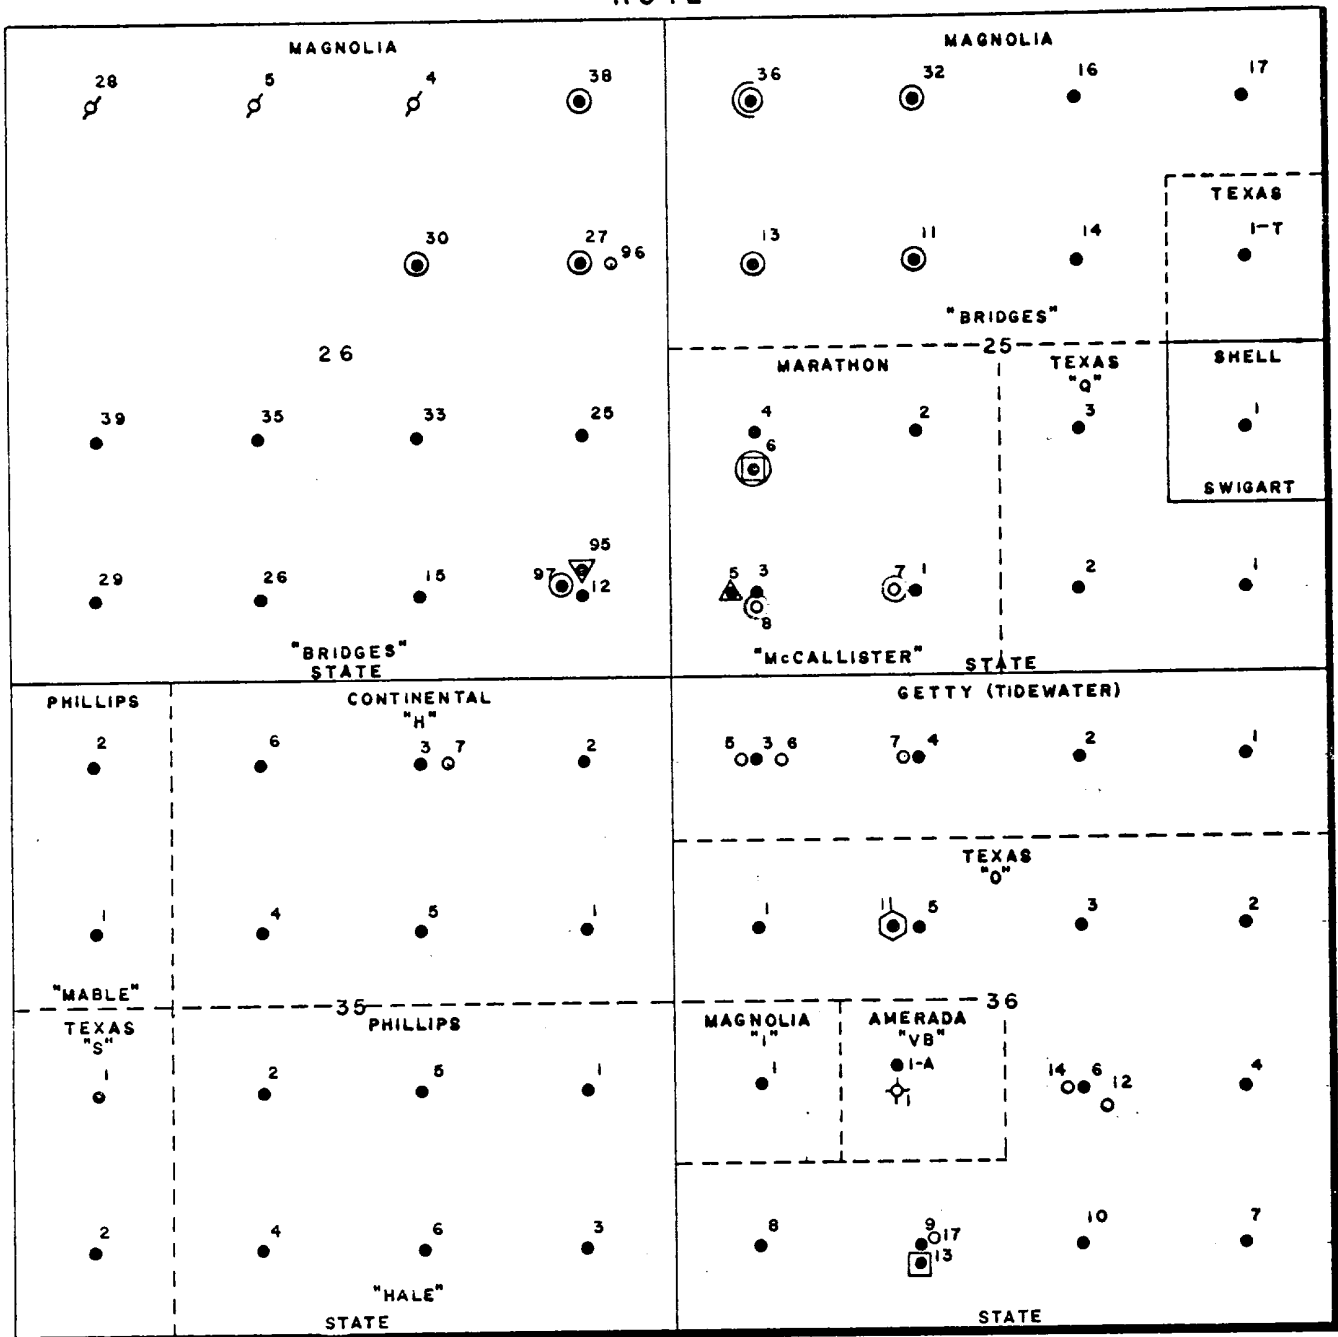 MAGNOLIA
28 5 4 38
30 27 96
26
39 35 33 25
95
29 26 15 97 12
"BRIDGES"
STATE
MAGNOLIA
36 32 16 17
TEXAS
13 11 14 1-T
"BRIDGES"
25
MARATHON
TEXAS
"Q"
SHELL
4 2 3 1
6
SWIGART
5 3 7 1 2 1
8
"McCALLISTER"
STATE
PHILLIPS
CONTINENTAL
"H"
2 6 3 7 2
1 4 5 1
"MABLE"
35
TEXAS
"S"
PHILLIPS
1 2 5 1
2 4 6 3
"HALE"
STATE
GETTY (TIDEWATER)
5 3 6 7 4 2 1
TEXAS
"O"
1 11 5 3 2
36
MAGNOLIA
"I"
AMERADA
"VB"
1 1-A 14 6 12 4
1
8 9 17 10 7
13
STATE